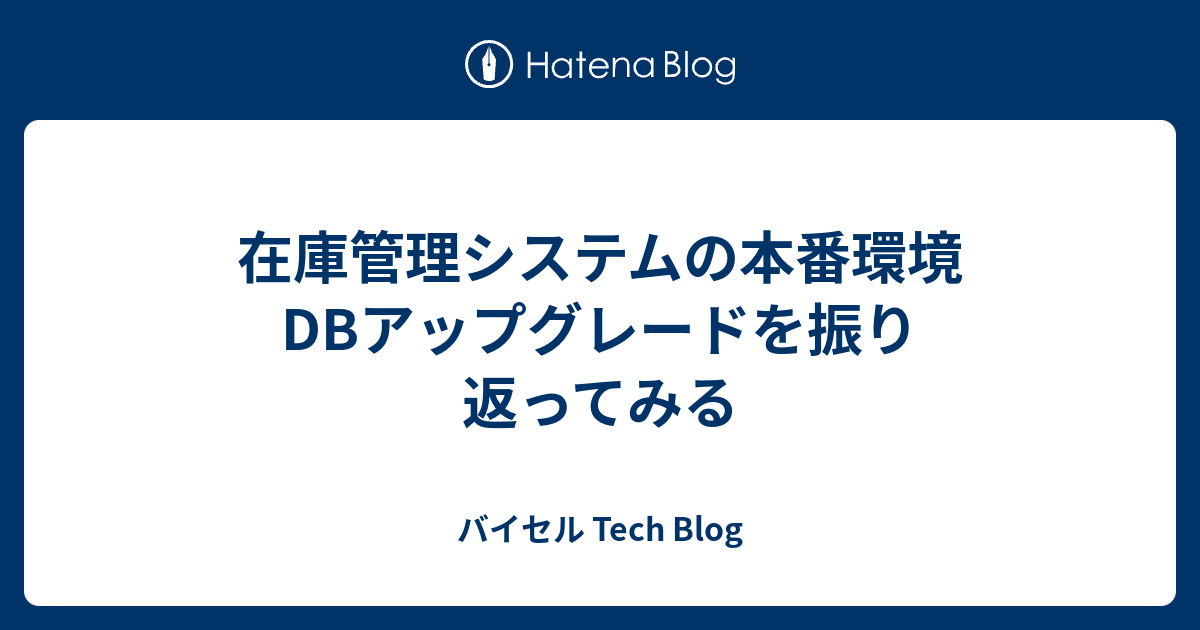 Hatena Blog
在庫管理システムの本番環境
DBアップグレードを振り
返ってみる
バイセル Tech Blog